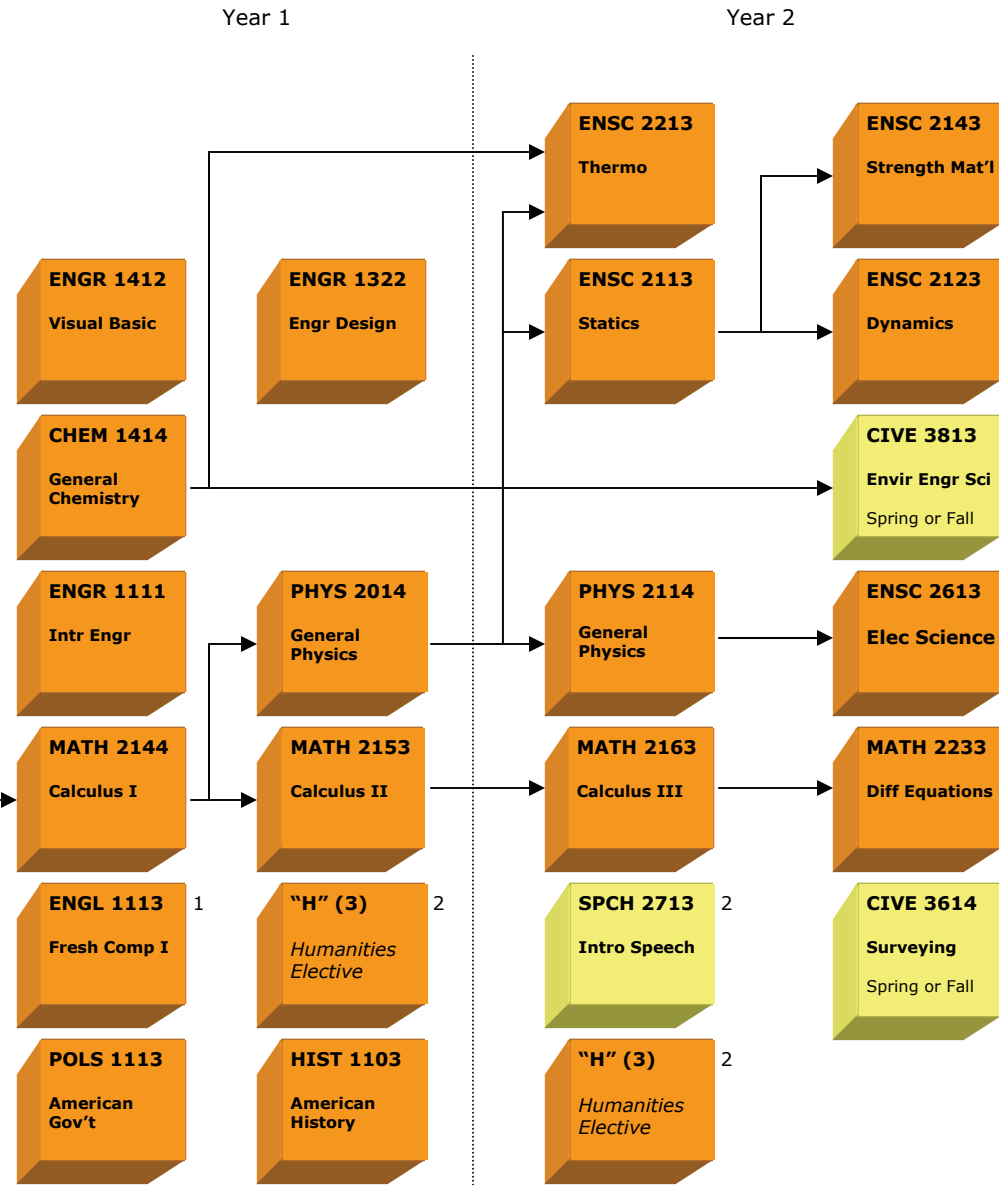 Year 1
Year 2
ENSC 2213
Thermo
ENSC 2143
Strength Mat'l
ENGR 1412
Visual Basic
ENGR 1322
Engr Design
ENSC 2113
Statics
ENSC 2123
Dynamics
CHEM 1414
General
Chemistry
CIVE 3813
Envir Engr Sci
Spring or Fall
ENGR 1111
Intr Engr
PHYS 2014
General
Physics
PHYS 2114
General
Physics
ENSC 2613
Elec Science
MATH 2144
Calculus I
MATH 2153
Calculus II
MATH 2163
Calculus III
MATH 2233
Diff Equations
ENGL 1113 1
Fresh Comp I
“H” (3) 2
Humanities
Elective
SPCH 2713 2
Intro Speech
CIVE 3614
Surveying
Spring or Fall
POLS 1113
American
Gov’t
HIST 1103
American
History
“H” (3) 2
Humanities
Elective